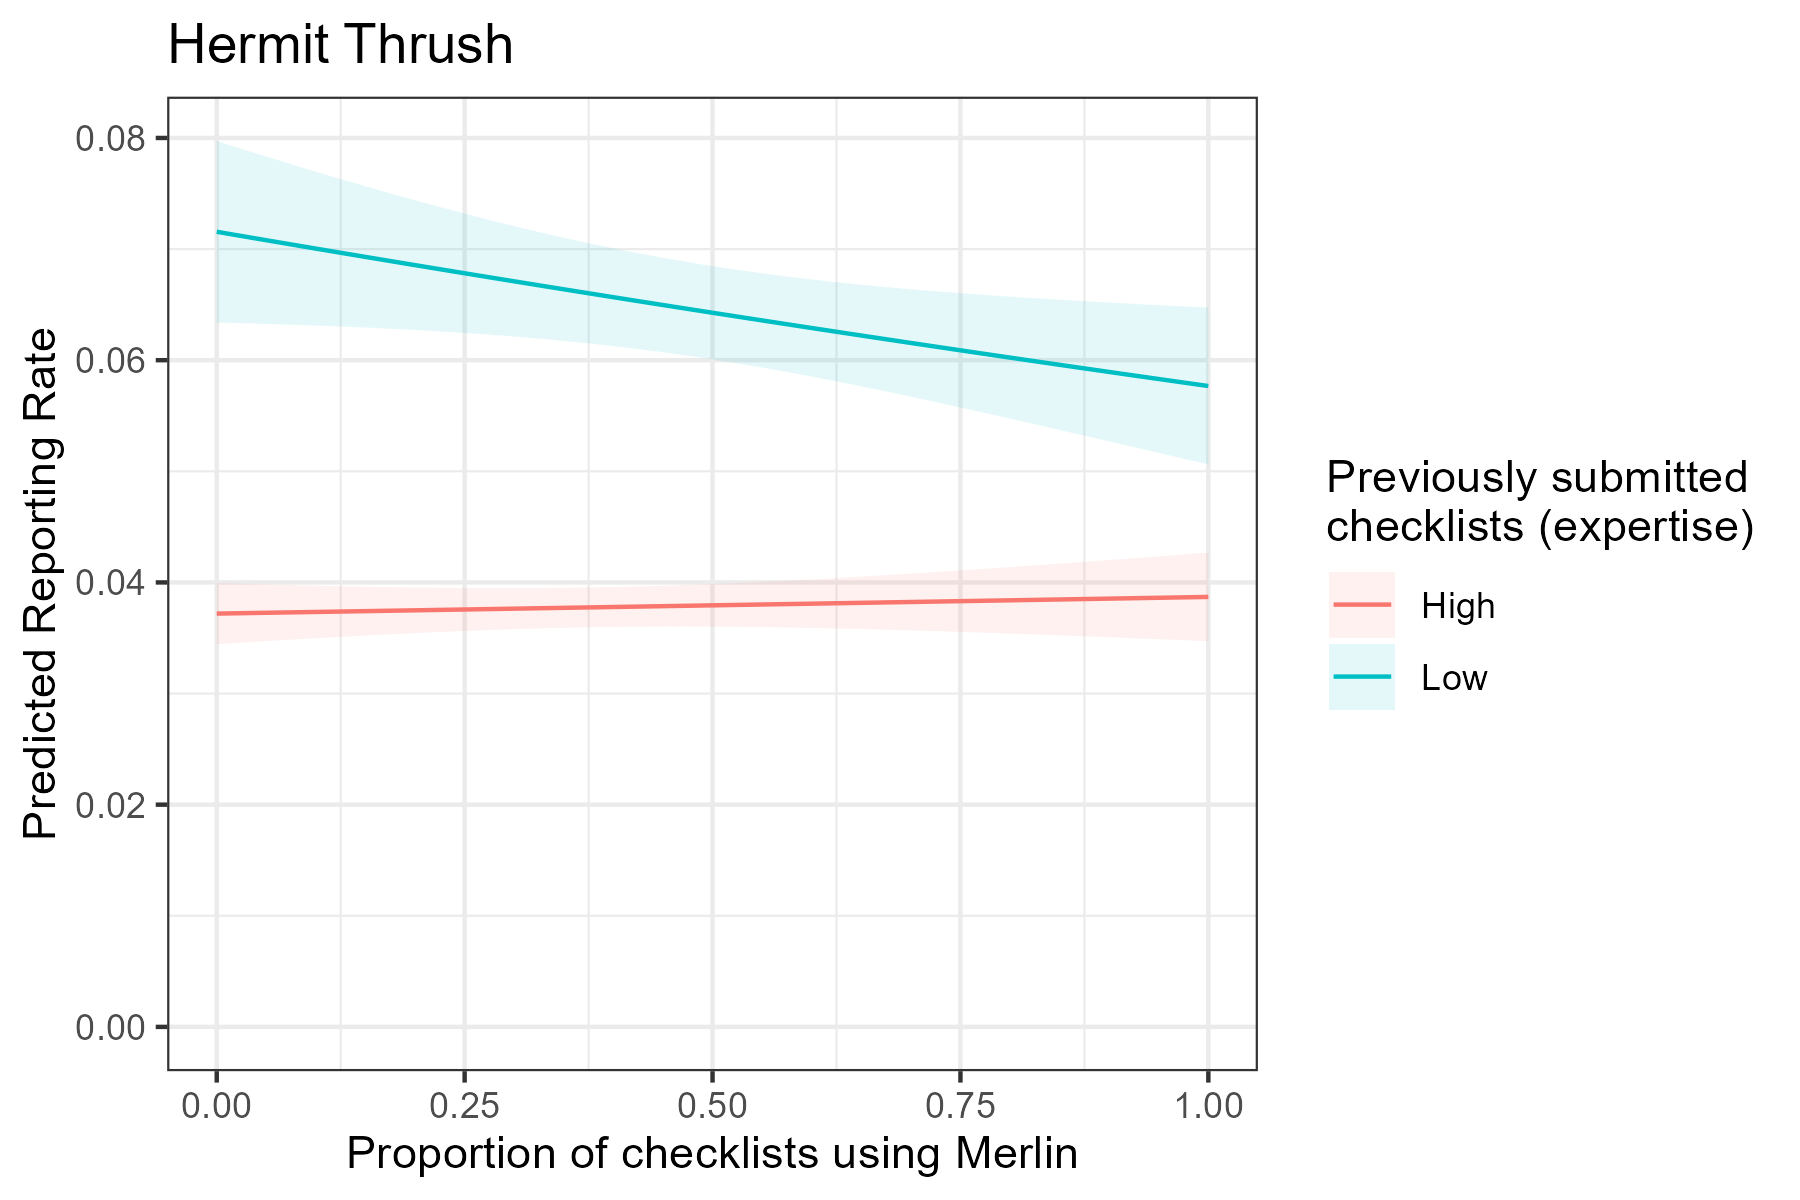 Hermit Thrush
Predicted Reporting Rate
0.08
0.06
0.04
0.02
0.00
0.00 0.25 0.50 0.75 1.00
Proportion of checklists using Merlin
Previously submitted
checklists (expertise)
High
Low